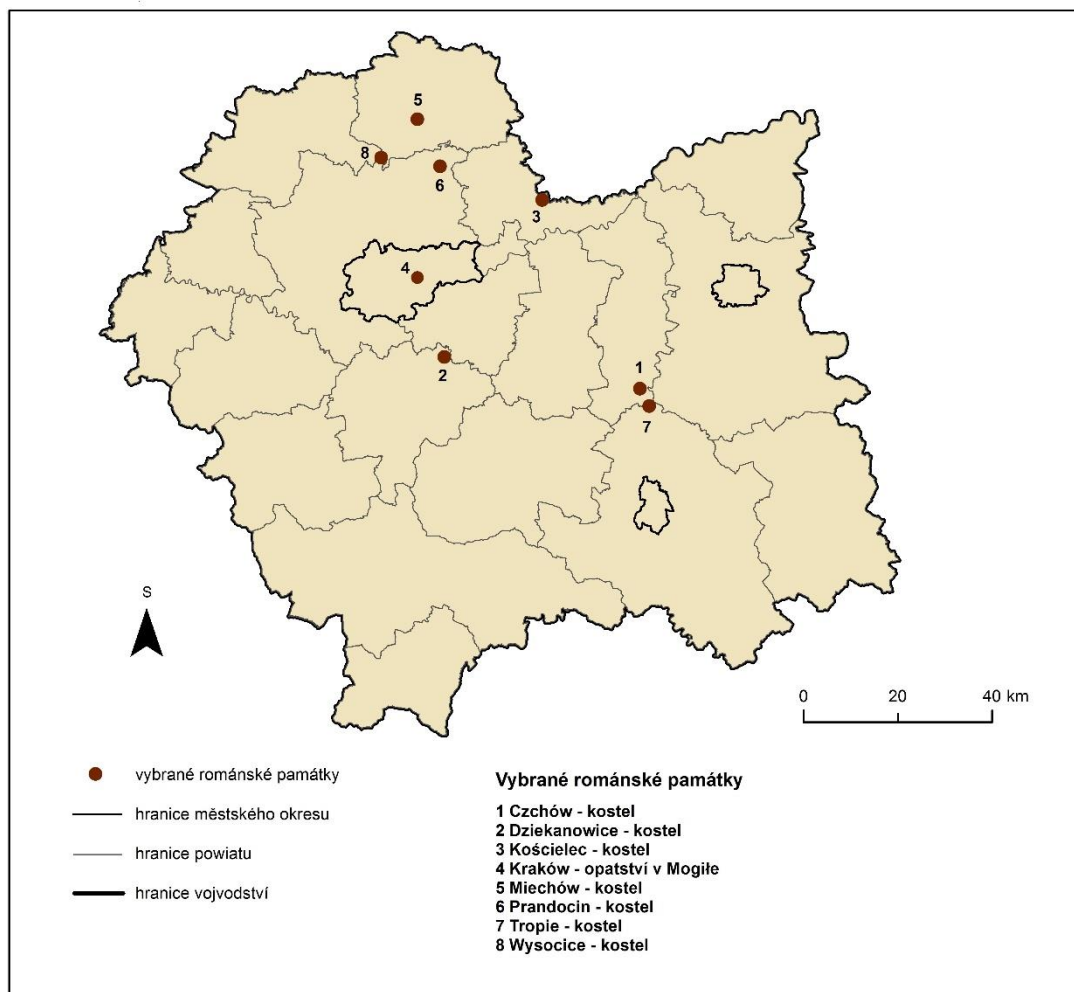 5
8
6
3
4
2
1
7
S
0 20 40 km
vybrané románské památky
hranice městského okresu
hranice powiatu
hranice vojvodství
Vybrané románské památky
1 Czchów - kostel
2 Dziekanowice - kostel
3 Kościelec - kostel
4 Kraków - opatství v Mogiłe
5 Miechów - kostel
6 Prandocin - kostel
7 Tropie - kostel
8 Wysocice - kostel